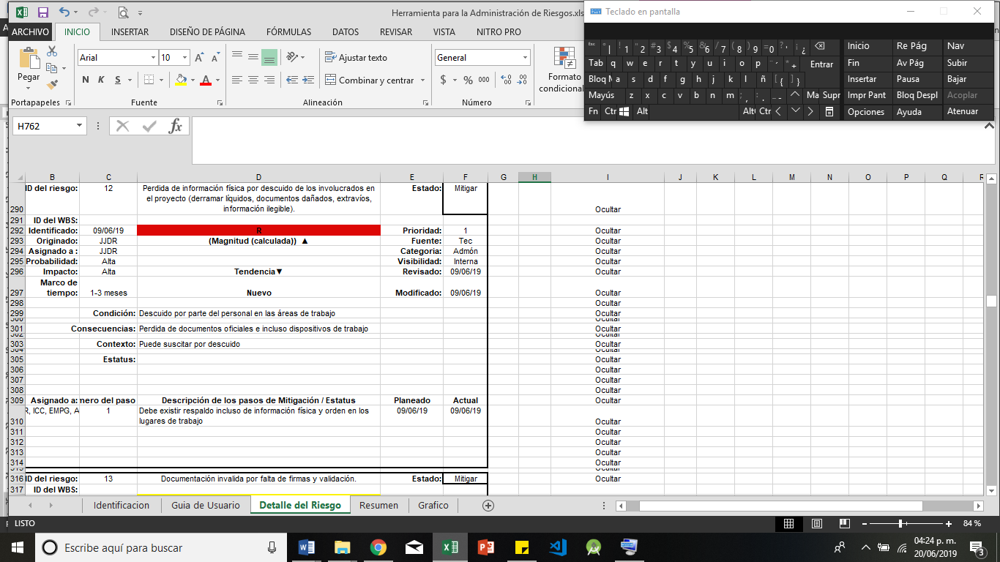 Herramienta para la Administración de Riesgos.xls
Teclado en pantalla
ARCHIVO INICIO INSERTAR DISEÑO DE PÁGINA FÓRMULAS DATOS REVISAR VISTA NITRO PRO
Pegar
Portapapeles
Arial 10
N K S
Fuente
Ajustar texto
Combinar y centrar
Alineación
General
$ % 000
Número
Formato
condicional
Esc ° | ! 1 " 2 # 3 $ 4 % 5 & 6 / 7 ( 8 ) 9 = 0 ? ' ¡ ¿
Tab q w e r t y u i o p * + Entrar
Bloq M a s d f g h j k l ñ [ { ] }
Mayús z x c v b n m ; , : . _ - Ma Supr
Fn Ctr Alt Alt Ctr
Inicio Re Pág Nav
Fin Av Pág Subir
Insertar Pausa Bajar
Impr Pant Bloq Despl Acoplar
Opciones Ayuda Atenuar
H762 fx
B C D E F G H I J K L M N O P Q R
290 ID del riesgo: 12 Perdida de información física por descuido de los involucrados en Estado: Mitigar
el proyecto (derramar líquidos, documentos dañados, extravíos,
información ilegible). Ocultar
291 ID del WBS:
292 Identificado: 09/06/19 R Prioridad: 1 Ocultar
293 Originado: JJDR (Magnitud (calculada)) ▲ Fuente: Tec Ocultar
294 Asignado a : JJDR Categoria: Admón Ocultar
295 Probabilidad: Alta Visibilidad: Interna Ocultar
296 Impacto: Alta Tendencia▼ Revisado: 09/06/19 Ocultar
Marco de
297 tiempo: 1-3 meses Nuevo Modificado: 09/06/19 Ocultar
298 Ocultar
299 Condición: Descuido por parte del personal en las áreas de trabajo Ocultar
300 Ocultar
301 Consecuencias: Perdida de documentos oficiales e incluso dispositivos de trabajo Ocultar
302 Ocultar
303 Contexto: Puede suscitar por descuido Ocultar
304 Ocultar
305 Estatus: Ocultar
306 Ocultar
307 Ocultar
308 Ocultar
309 Asignado a: nero del paso Descripción de los pasos de Mitigación / Estatus Planeado Actual Ocultar
R, ICC, EMPG, A 1 Debe existir respaldo incluso de información física y orden en los 09/06/19 09/06/19
310 lugares de trabajo Ocultar
311 Ocultar
312 Ocultar
313 Ocultar
314 Ocultar
315 Ocultar
316 ID del riesgo: 13 Documentación invalida por falta de firmas y validación. Estado: Mitigar Ocultar
317 ID del WBS:
Identificacion Guia de Usuario Detalle del Riesgo Resumen Grafico
LISTO 84 %
Escribe aquí para buscar
04:24 p. m.
20/06/2019
3